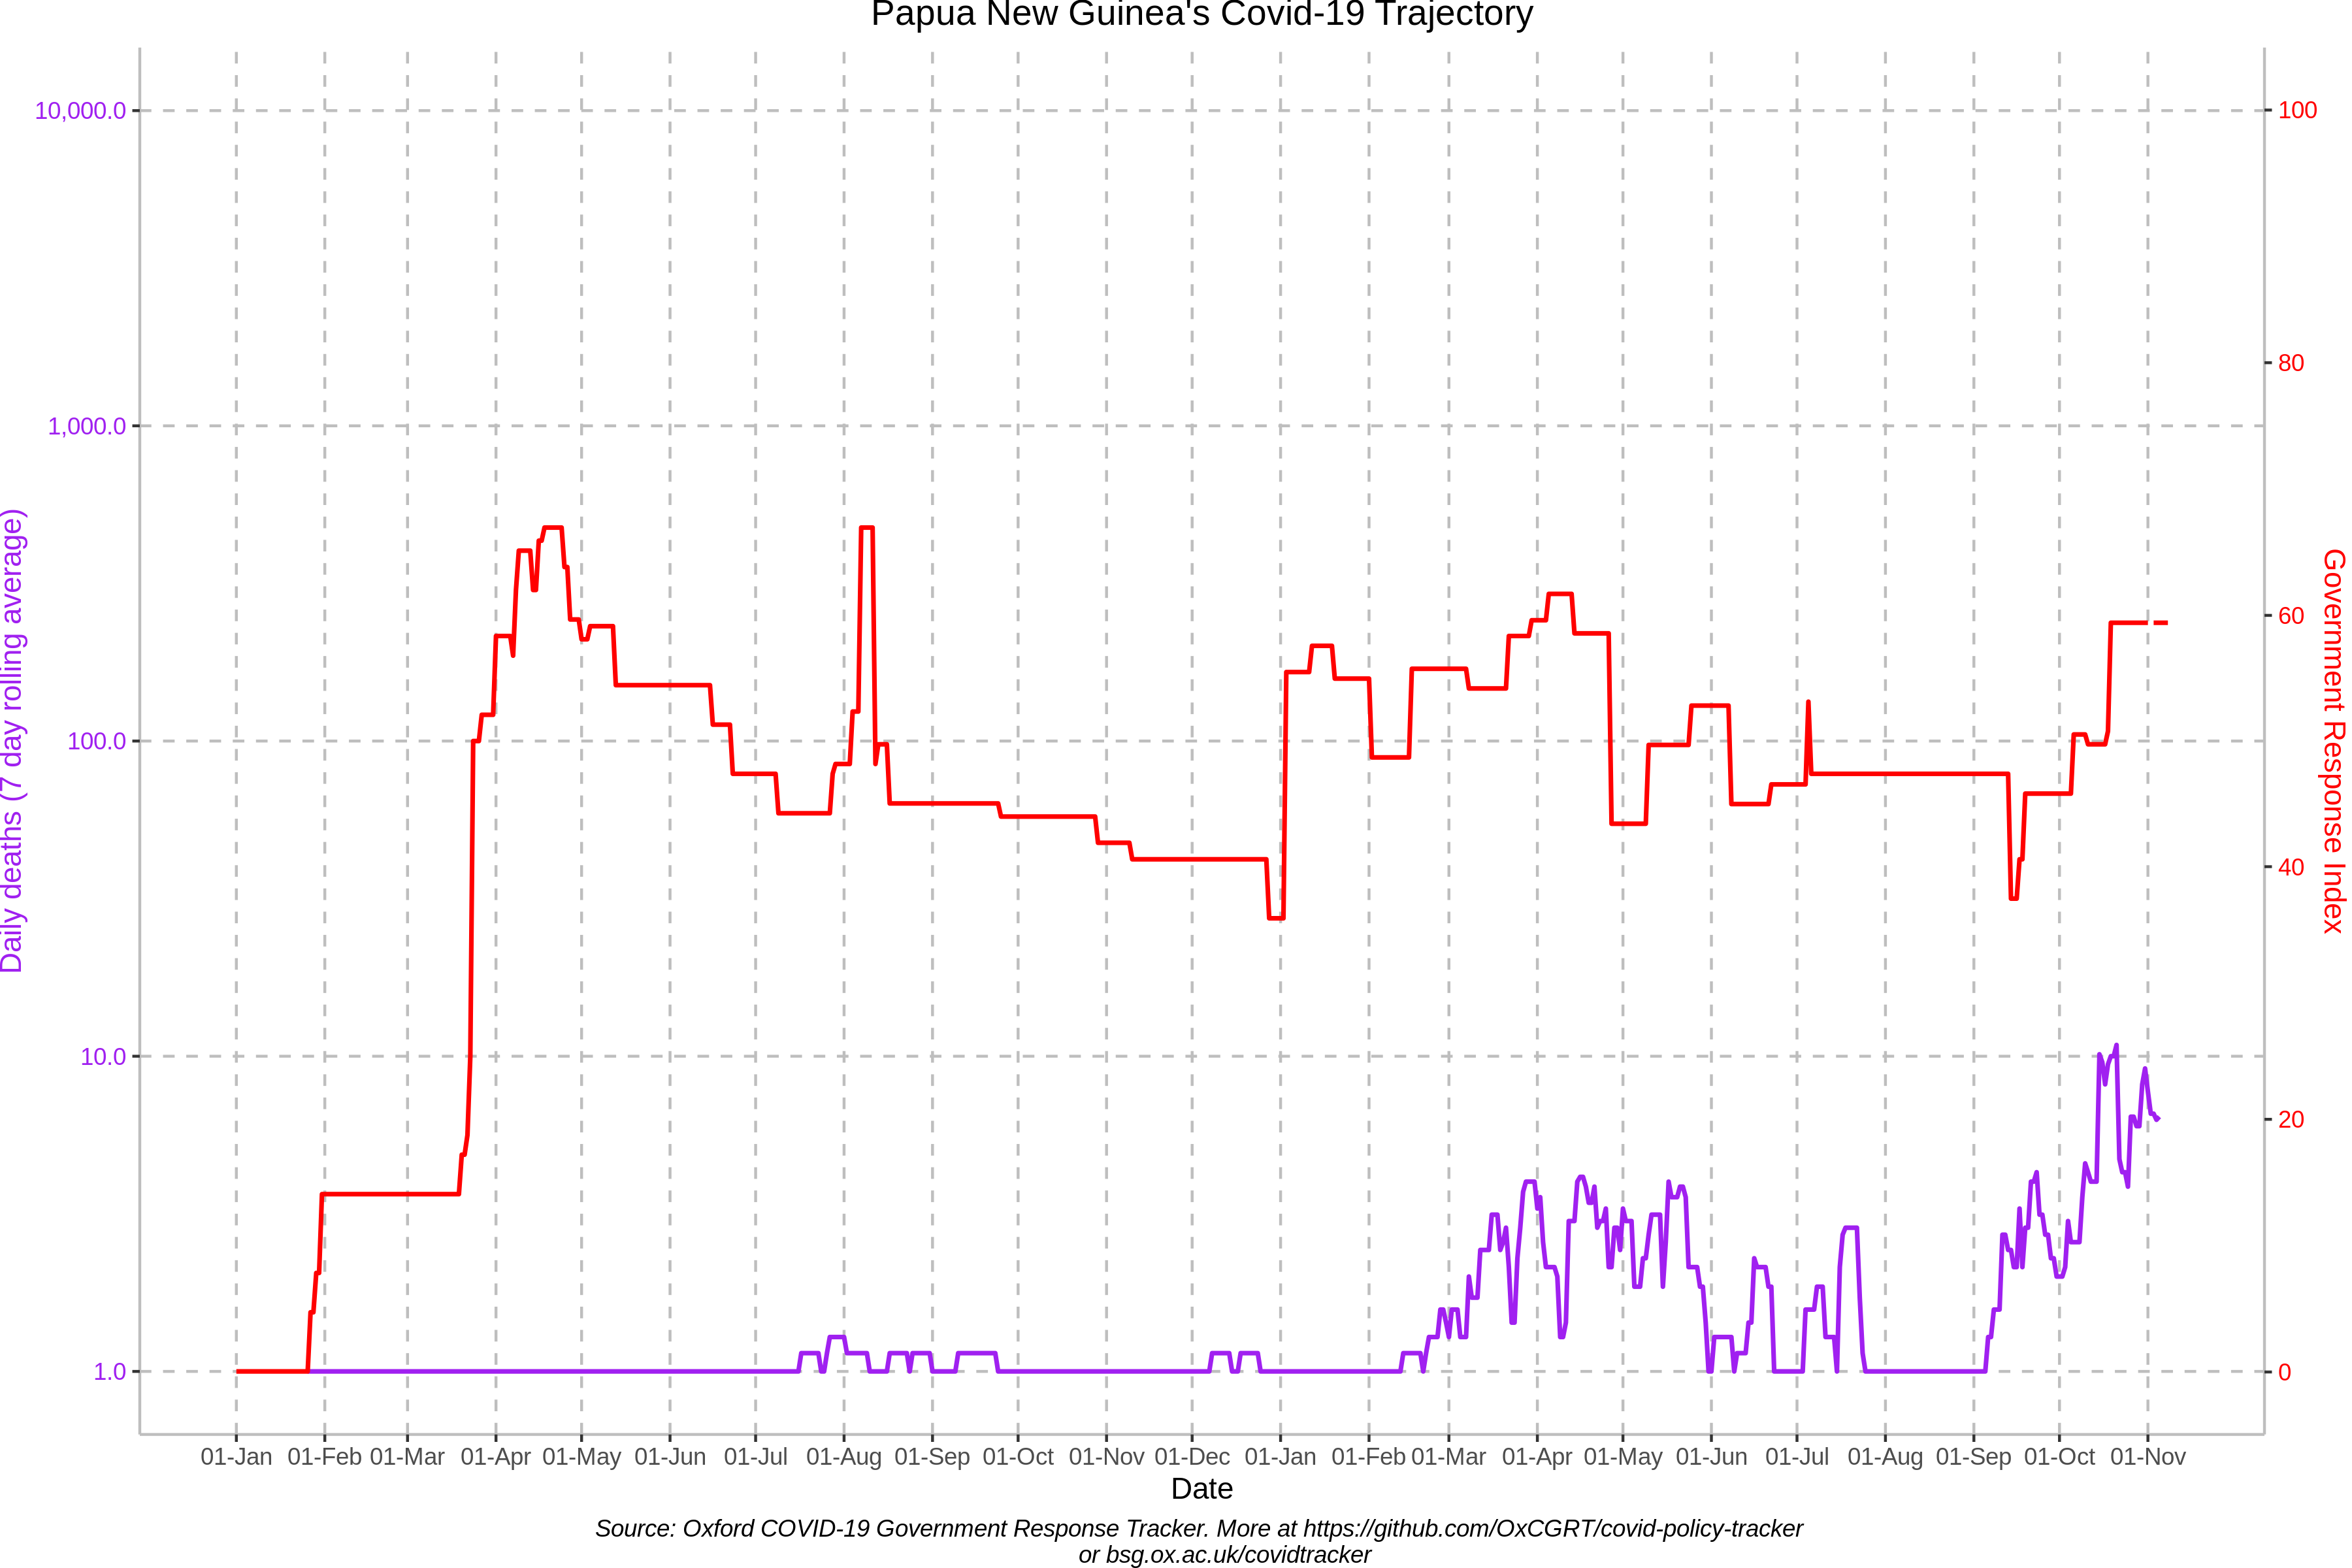 Papua New Guinea's Covid-19 Trajectory
Daily deaths (7 day rolling average)
10,000.0
1,000.0
100.0
10.0
1.0
Government Response Index
100
80
60
40
20
0
01-Jan 01-Feb 01-Mar 01-Apr 01-May 01-Jun 01-Jul 01-Aug 01-Sep 01-Oct 01-Nov 01-Dec 01-Jan 01-Feb 01-Mar 01-Apr 01-May 01-Jun 01-Jul 01-Aug 01-Sep 01-Oct 01-Nov
Date
Source: Oxford COVID-19 Government Response Tracker. More at https://github.com/OxCGRT/covid-policy-tracker
or bsg.ox.ac.uk/covidtracker